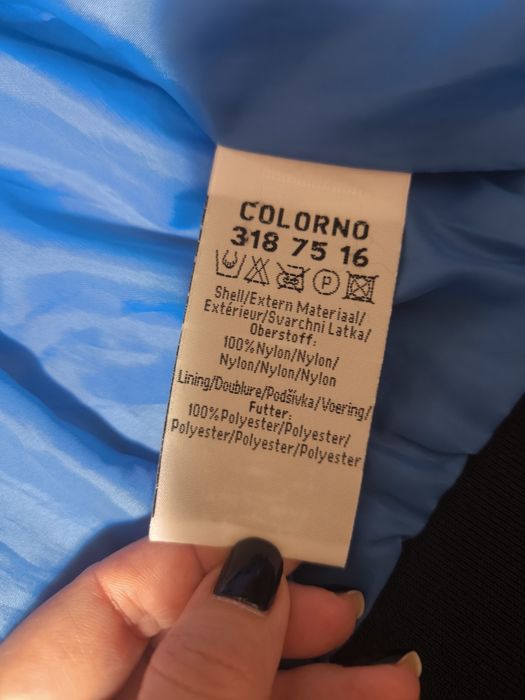 COLORNO
318 75 16
P
Shell/Extern Materiaal/
Extérieur/Svarchni Latka/
Oberstoff:
100%Nylon/Nylon/
Nylon/Nylon/Nylon
Lining/Doublure/Podšívka/Voering/
Futter:
100%Polyester/Polyester/
Polyester/Polyester/Polyester